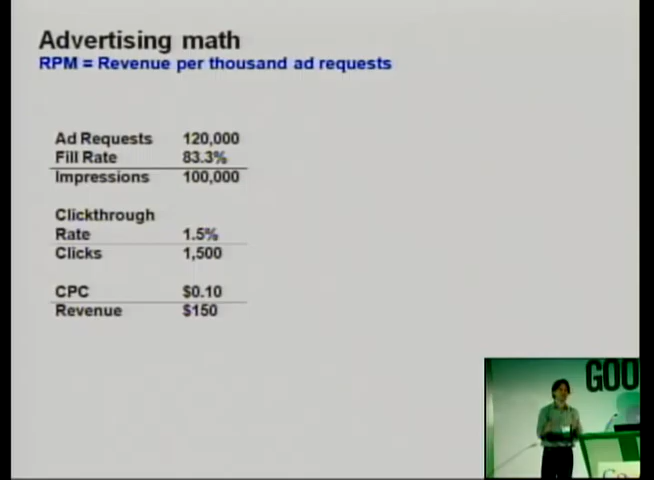 Advertising math
RPM = Revenue per thousand ad requests
Ad Requests 120,000
Fill Rate 83.3%
Impressions 100,000
Clickthrough
Rate 1.5%
Clicks 1,500
CPC $0.10
Revenue $150
GOO